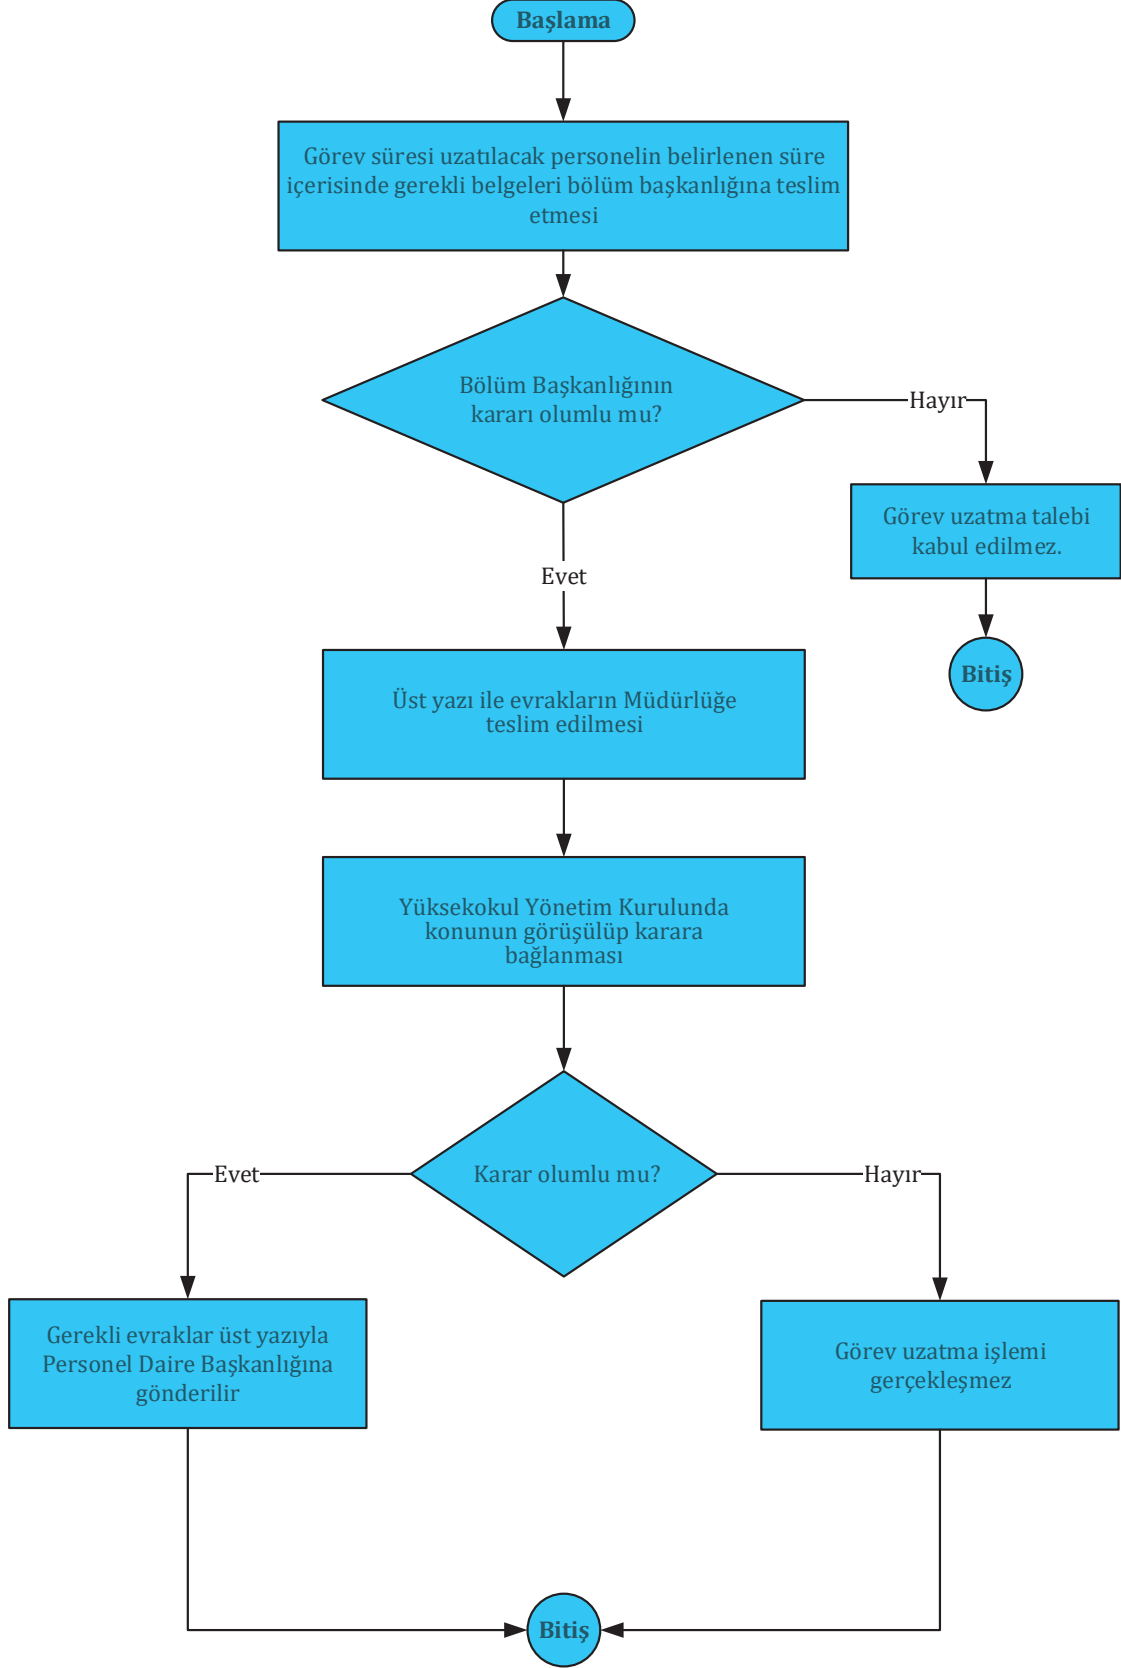 Başlama
Görev süresi uzatılacak personelin belirlenen süre
içerisinde gerekli belgeleri bölüm başkanlığına teslim
etmesi
Bölüm Başkanlığının
kararı olumlu mu?
Hayır
Görev uzatma talebi
kabul edilmez.
Evet
Bitiş
Üst yazı ile evrakların Müdürlüğe
teslim edilmesi
Yüksekokul Yönetim Kurulunda
konunun görüşülüp karara
bağlanması
Karar olumlu mu?
Evet
Hayır
Gerekli evraklar üst yazıyla
Personel Daire Başkanlığına
gönderilir
Görev uzatma işlemi
gerçekleşmez
Bitiş